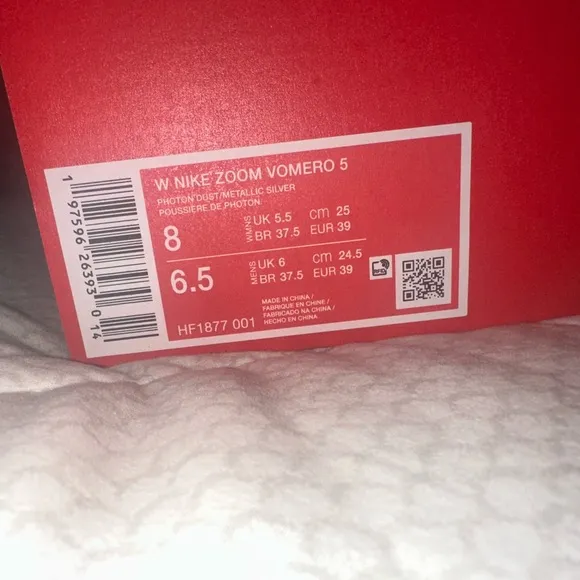 W NIKE ZOOM VOMERO 5
PHOTON DUST/METALLIC SILVER
POUSSIÈRE DE PHOTON
8 WMNS UK 5.5 cm 25
BR 37.5 EUR 39
6.5 MENS UK 6 cm 24.5
BR 37.5 EUR 39
MADE IN CHINA /
FABRIQUE EN CHINE /
FABRICADO NA CHINA /
HECHO EN CHINA
HF1877 001
1 97596 26393 0 14